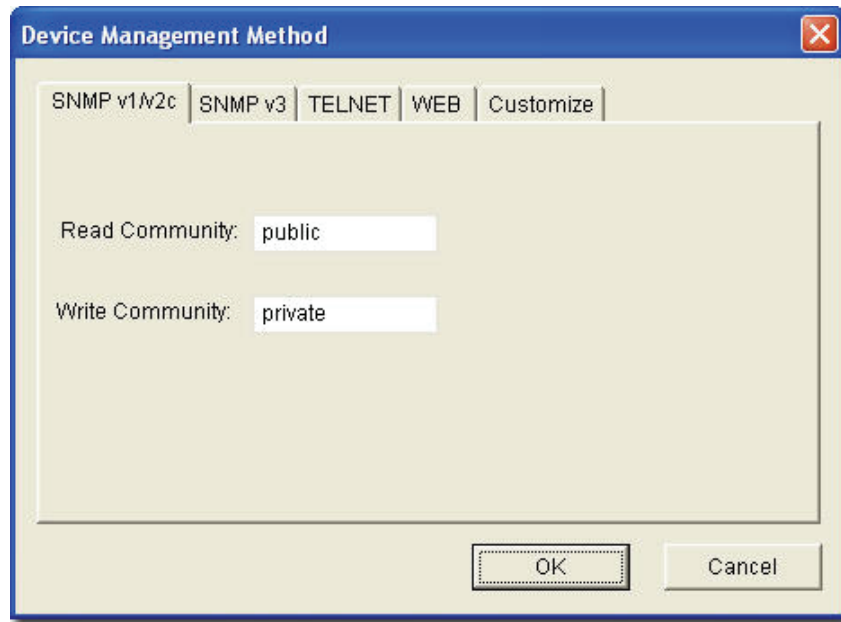 Device Management Method
SNMP v1/v2c SNMP v3 TELNET WEB Customize
Read Community: public
Write Community: private
OK Cancel